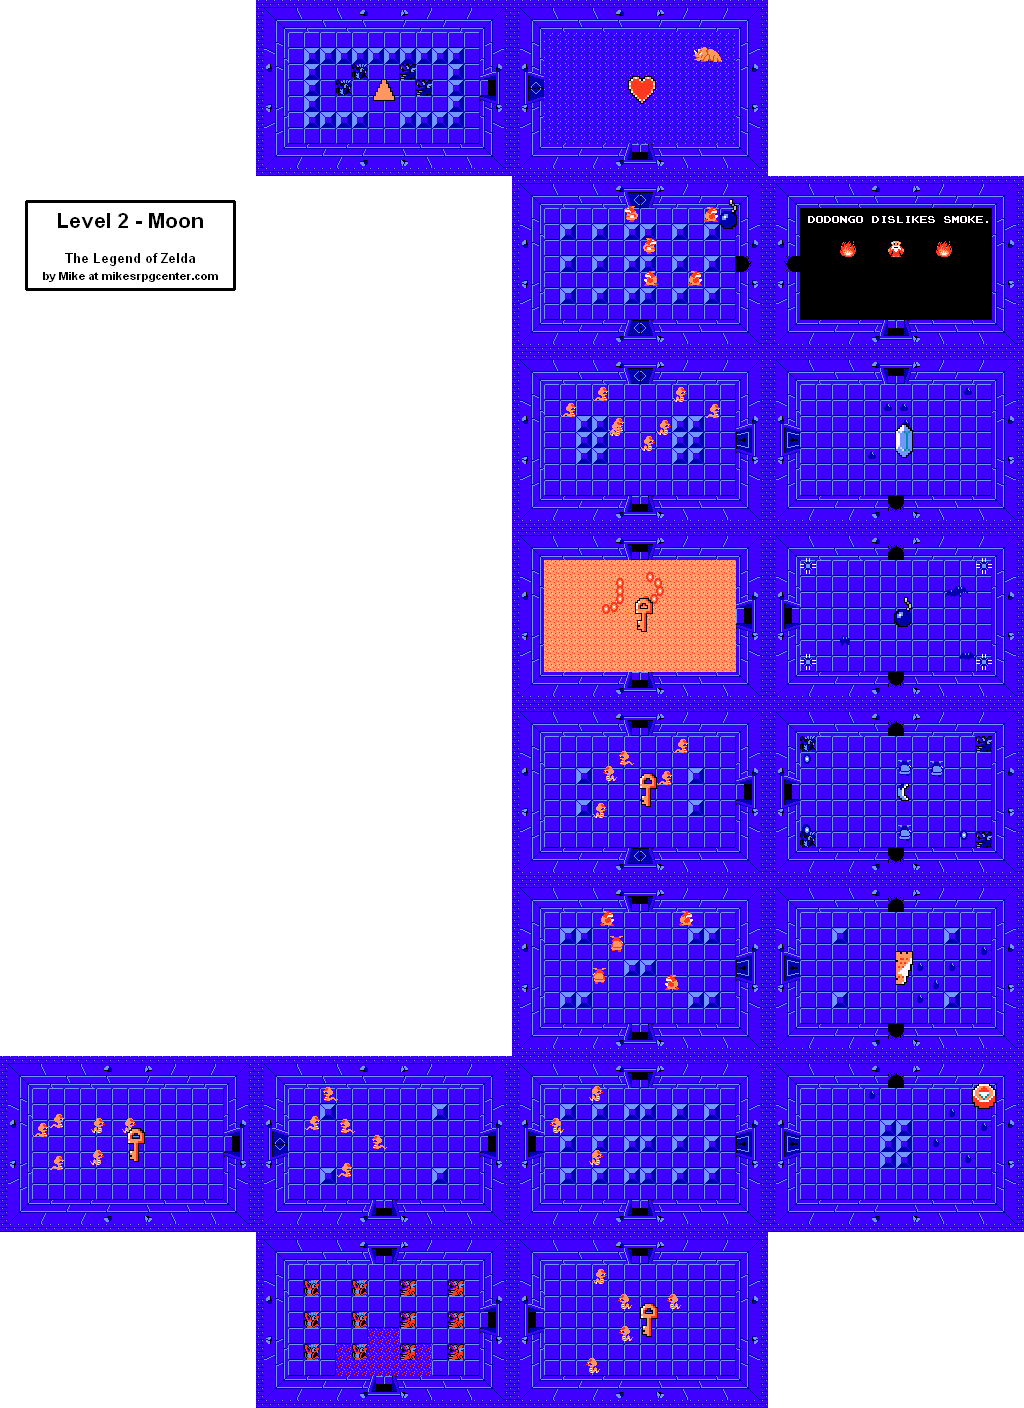 Level 2 - Moon
The Legend of Zelda
by Mike at mikesrpgcenter.com
DODONGO DISLIKES SMOKE.